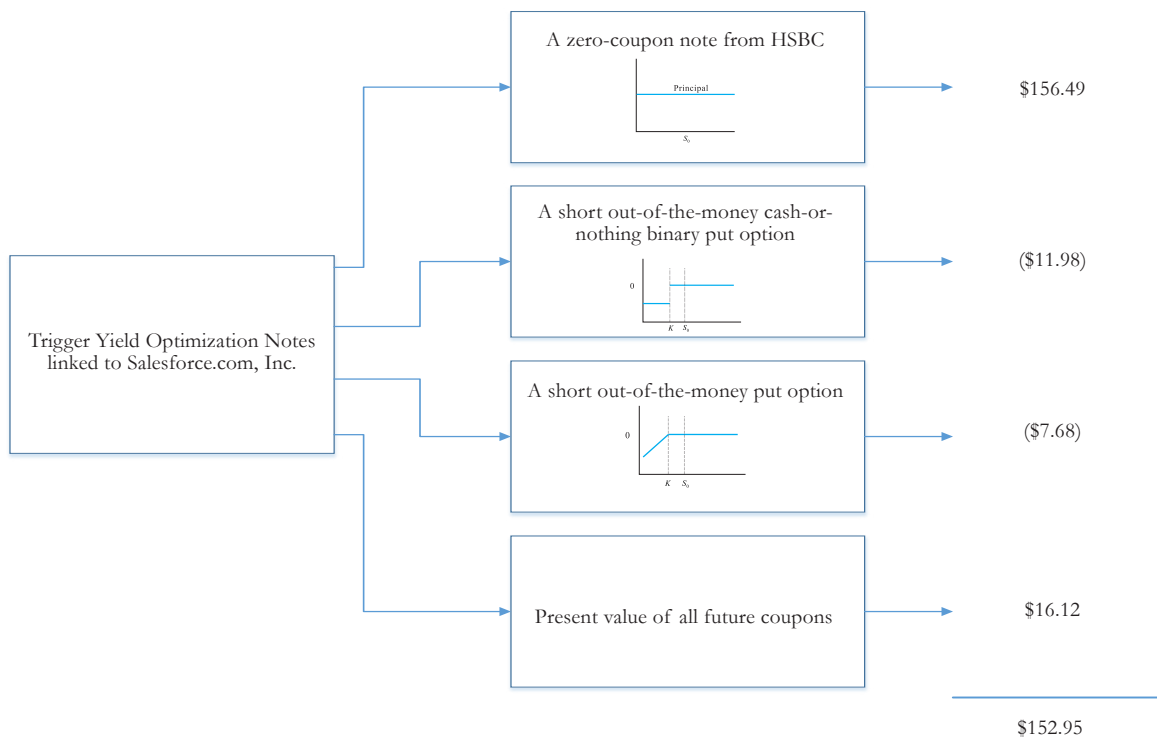 A zero-coupon note from HSBC
Principal
S₀
$156.49
A short out-of-the-money cash-or-
nothing binary put option
0
K S₀
($11.98)
Trigger Yield Optimization Notes
linked to Salesforce.com, Inc.
A short out-of-the-money put option
0
K S₀
($7.68)
Present value of all future coupons
$16.12
$152.95